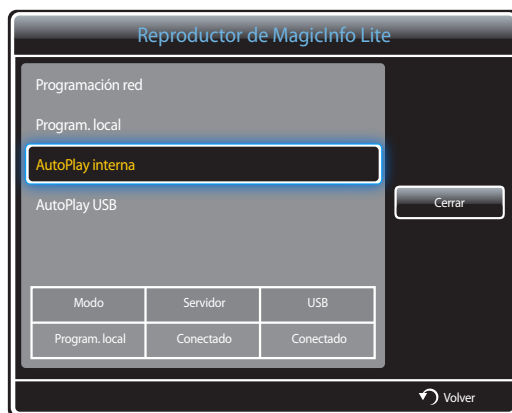 Reproductor de MagicInfo Lite
Programación red
Program. local
AutoPlay interna
AutoPlay USB
Cerrar
Modo Servidor USB
Program. local Conectado Conectado
Volver